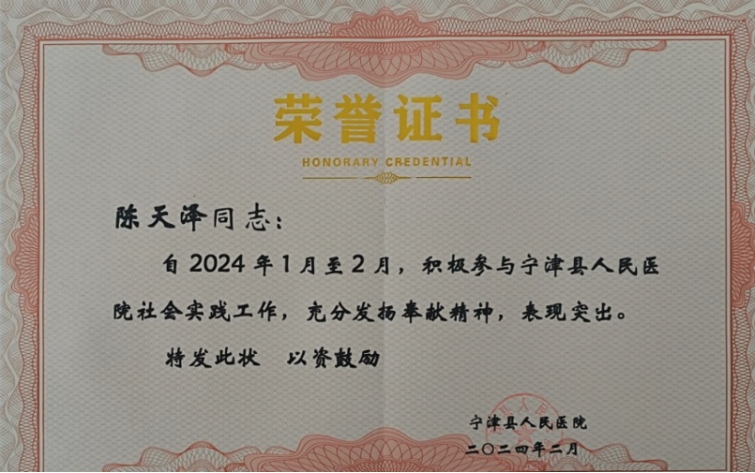 荣誉证书
HONORARY CREDENTIAL
陈天泽同志：
自2024年1月至2月，积极参与宁津县人民医
院社会实践工作，充分发扬奉献精神，表现突出。
特发此状 以资鼓励
宁津县人民医院
二〇二四年二月